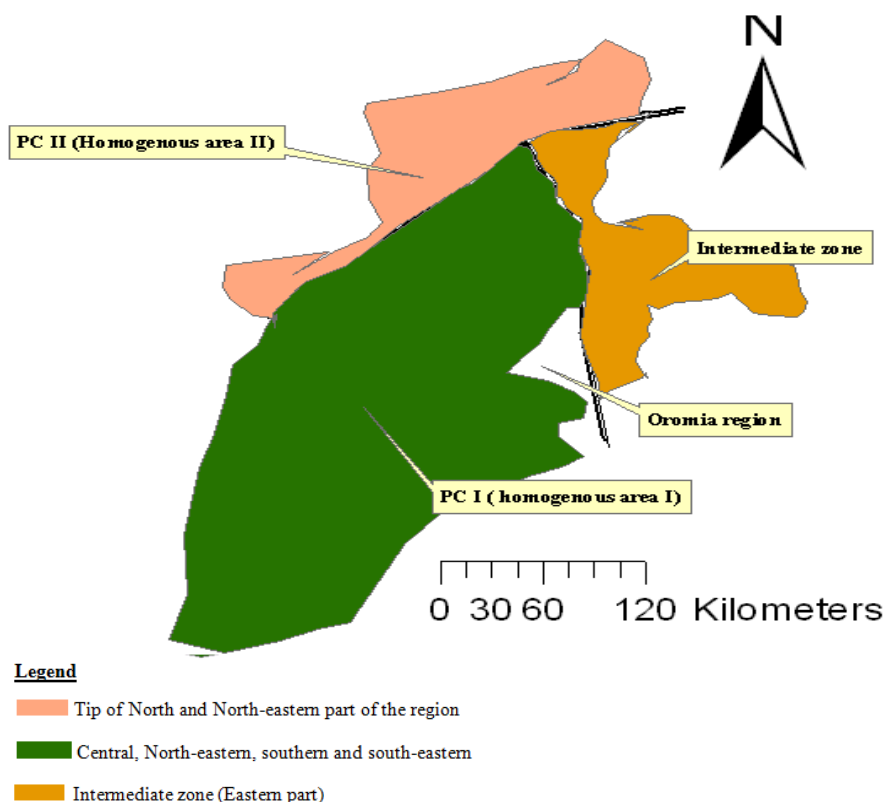 N
PC II (Homogenous area II)
Intermediate zone
Oromia region
PC I ( homogenous area I)
0 30 60 120 Kilometers
Legend
Tip of North and North-eastern part of the region
Central, North-eastern, southern and south-eastern
Intermediate zone (Eastern part)